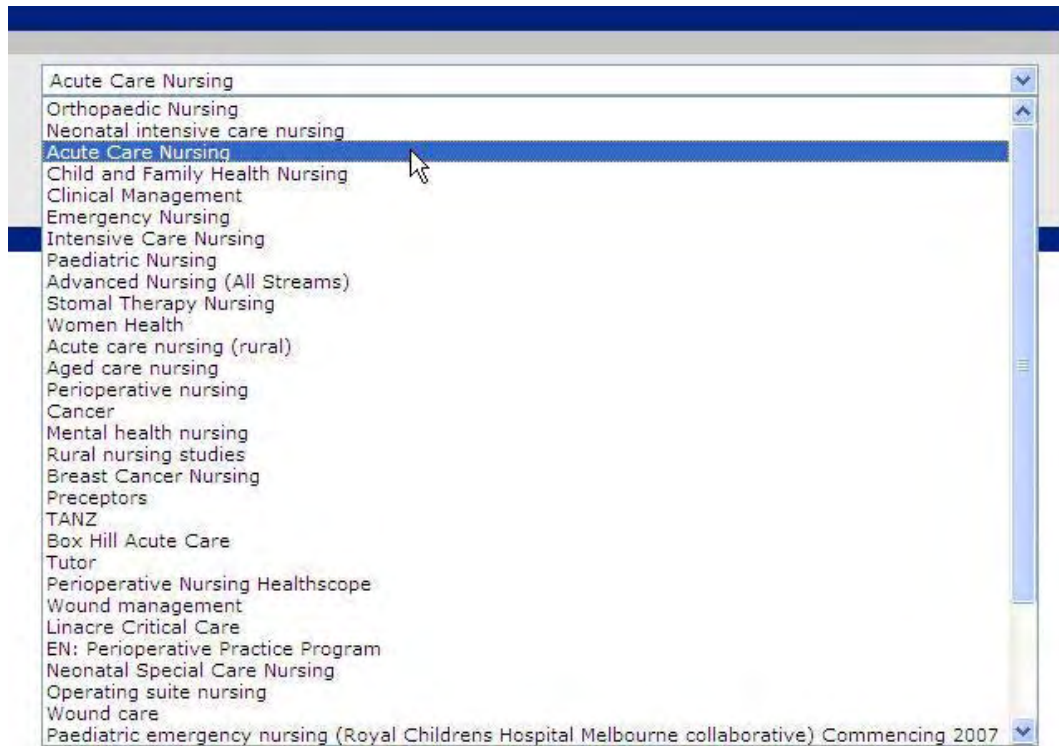 Acute Care Nursing
Orthopaedic Nursing
Neonatal intensive care nursing
Acute Care Nursing
Child and Family Health Nursing
Clinical Management
Emergency Nursing
Intensive Care Nursing
Paediatric Nursing
Advanced Nursing (All Streams)
Stomal Therapy Nursing
Women Health
Acute care nursing (rural)
Aged care nursing
Perioperative nursing
Cancer
Mental health nursing
Rural nursing studies
Breast Cancer Nursing
Preceptors
TANZ
Box Hill Acute Care
Tutor
Perioperative Nursing Healthscope
Wound management
Linacre Critical Care
EN: Perioperative Practice Program
Neonatal Special Care Nursing
Operating suite nursing
Wound care
Paediatric emergency nursing (Royal Childrens Hospital Melbourne collaborative) Commencing 2007